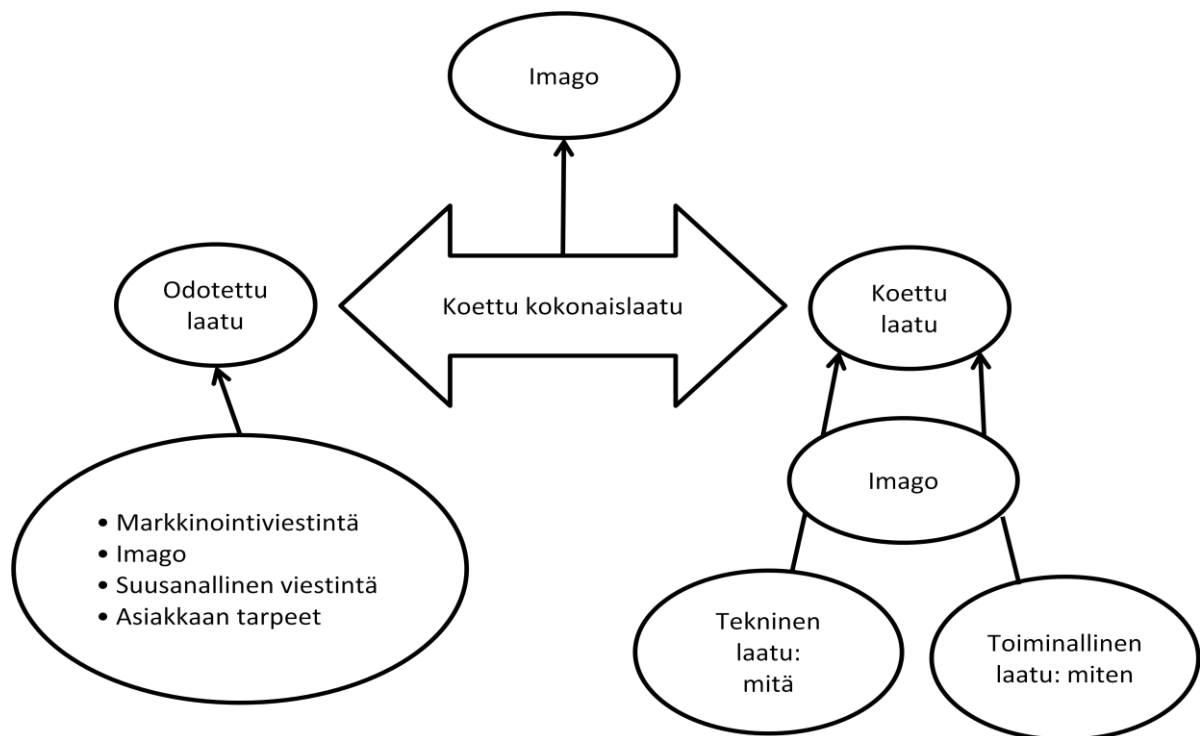 Imago
Odotettu
laatu
Koettu kokonaislaatu
Koettu
laatu
• Markkinointiviestintä
• Imago
• Suusanallinen viestintä
• Asiakkaan tarpeet
Imago
Tekninen
laatu:
mitä
Toiminallinen
laatu: miten